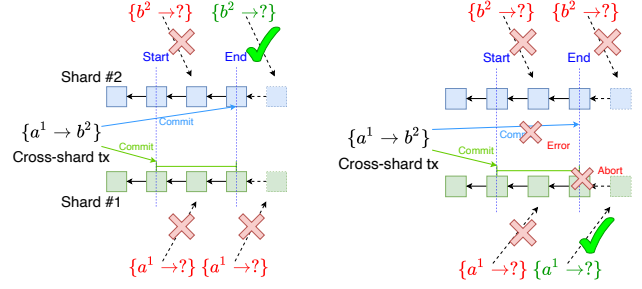 {b² →?} {b² →?}
Start End
Shard #2
{a¹ → b²} Commit
Commit
Cross-shard tx
Shard #1
{a¹ →?} {a¹ →?}
{b² →?} {b² →?}
Start End
{a¹ → b²} Error
Commit
Cross-shard tx
Abort
{a¹ →?} {a¹ →?}